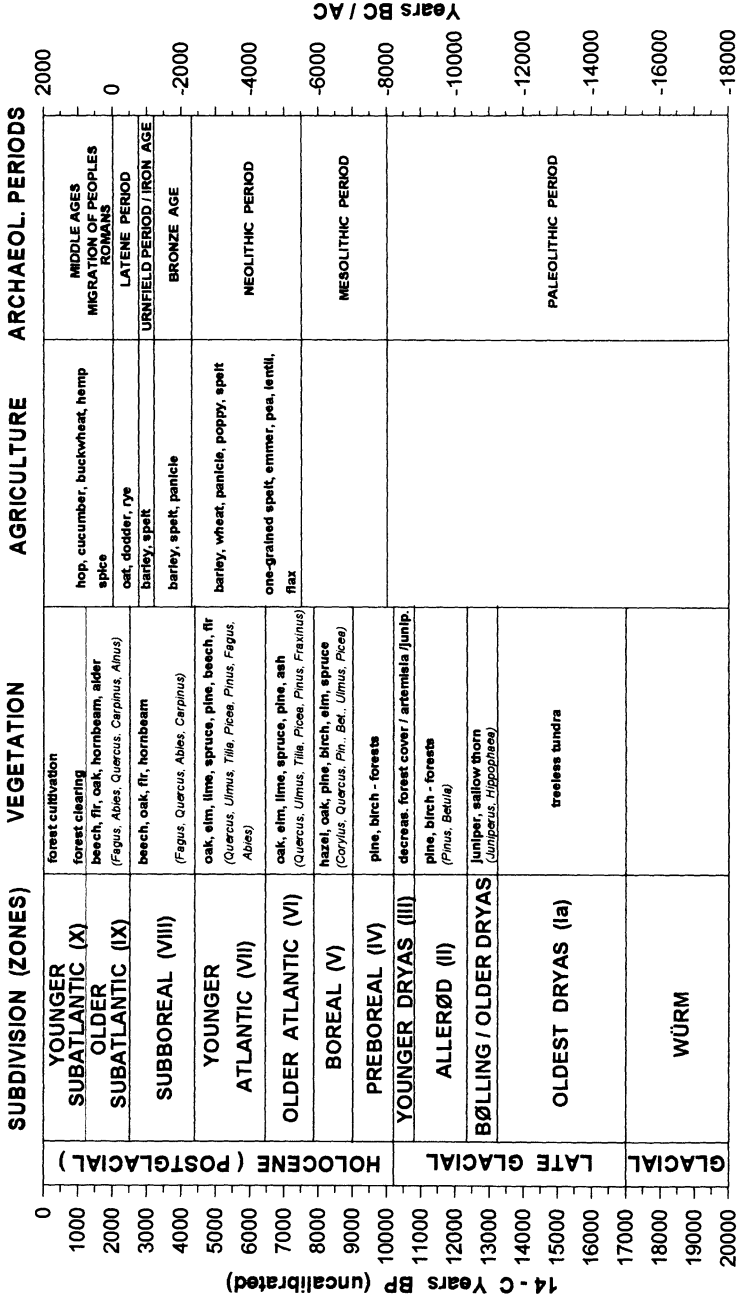 SUBDIVISION (ZONES)
VEGETATION
AGRICULTURE
ARCHAEOL. PERIODS
14 - C Years BP (uncalibrated)
0
1000
2000
3000
4000
5000
6000
7000
8000
9000
10000
11000
12000
13000
14000
15000
16000
17000
18000
19000
20000
HOLOCENE ( POSTGLACIAL )
LATE GLACIAL
GLACIAL
YOUNGER
SUBATLANTIC (X)
OLDER
SUBATLANTIC (IX)
SUBBOREAL (VIII)
YOUNGER
ATLANTIC (VII)
OLDER ATLANTIC (VI)
BOREAL (V)
PREBOREAL (IV)
YOUNGER DRYAS (III)
ALLERØD (II)
BØLLING / OLDER DRYAS
OLDEST DRYAS (Ia)
WÜRM
forest cultivation
forest clearing
beech, fir, oak, hornbeam, alder
(Fagus, Abies, Quercus, Carpinus, Alnus)
beech, oak, fir, hornbeam
(Fagus, Quercus, Abies, Carpinus)
oak, elm, lime, spruce, pine, beech, fir
(Quercus, Ulmus, Tilia, Picea, Pinus, Fagus,
Abies)
oak, elm, lime, spruce, pine, ash
(Quercus, Ulmus, Tilia, Picea, Pinus, Fraxinus)
hazel, oak, pine, birch, elm, spruce
(Corylus, Quercus, Pin., Bet., Ulmus, Picea)
pine, birch - forests
decreas. forest cover / artemisia /junip.
pine, birch - forests
(Pinus, Betula)
juniper, sallow thorn
(Juniperus, Hippophaea)
treeless tundra
hop, cucumber, buckwheat, hemp
spice
oat, dodder, rye
barley, spelt
barley, spelt, panicle
barley, wheat, panicle, poppy, spelt
one-grained spelt, emmer, pea, lentil,
flax
MIDDLE AGES
MIGRATION OF PEOPLES
ROMANS
LATENE PERIOD
URNFIELD PERIOD / IRON AGE
BRONZE AGE
NEOLITHIC PERIOD
MESOLITHIC PERIOD
PALEOLITHIC PERIOD
2000
0
-2000
-4000
-6000
-8000
-10000
-12000
-14000
-16000
-18000
Years BC / AC